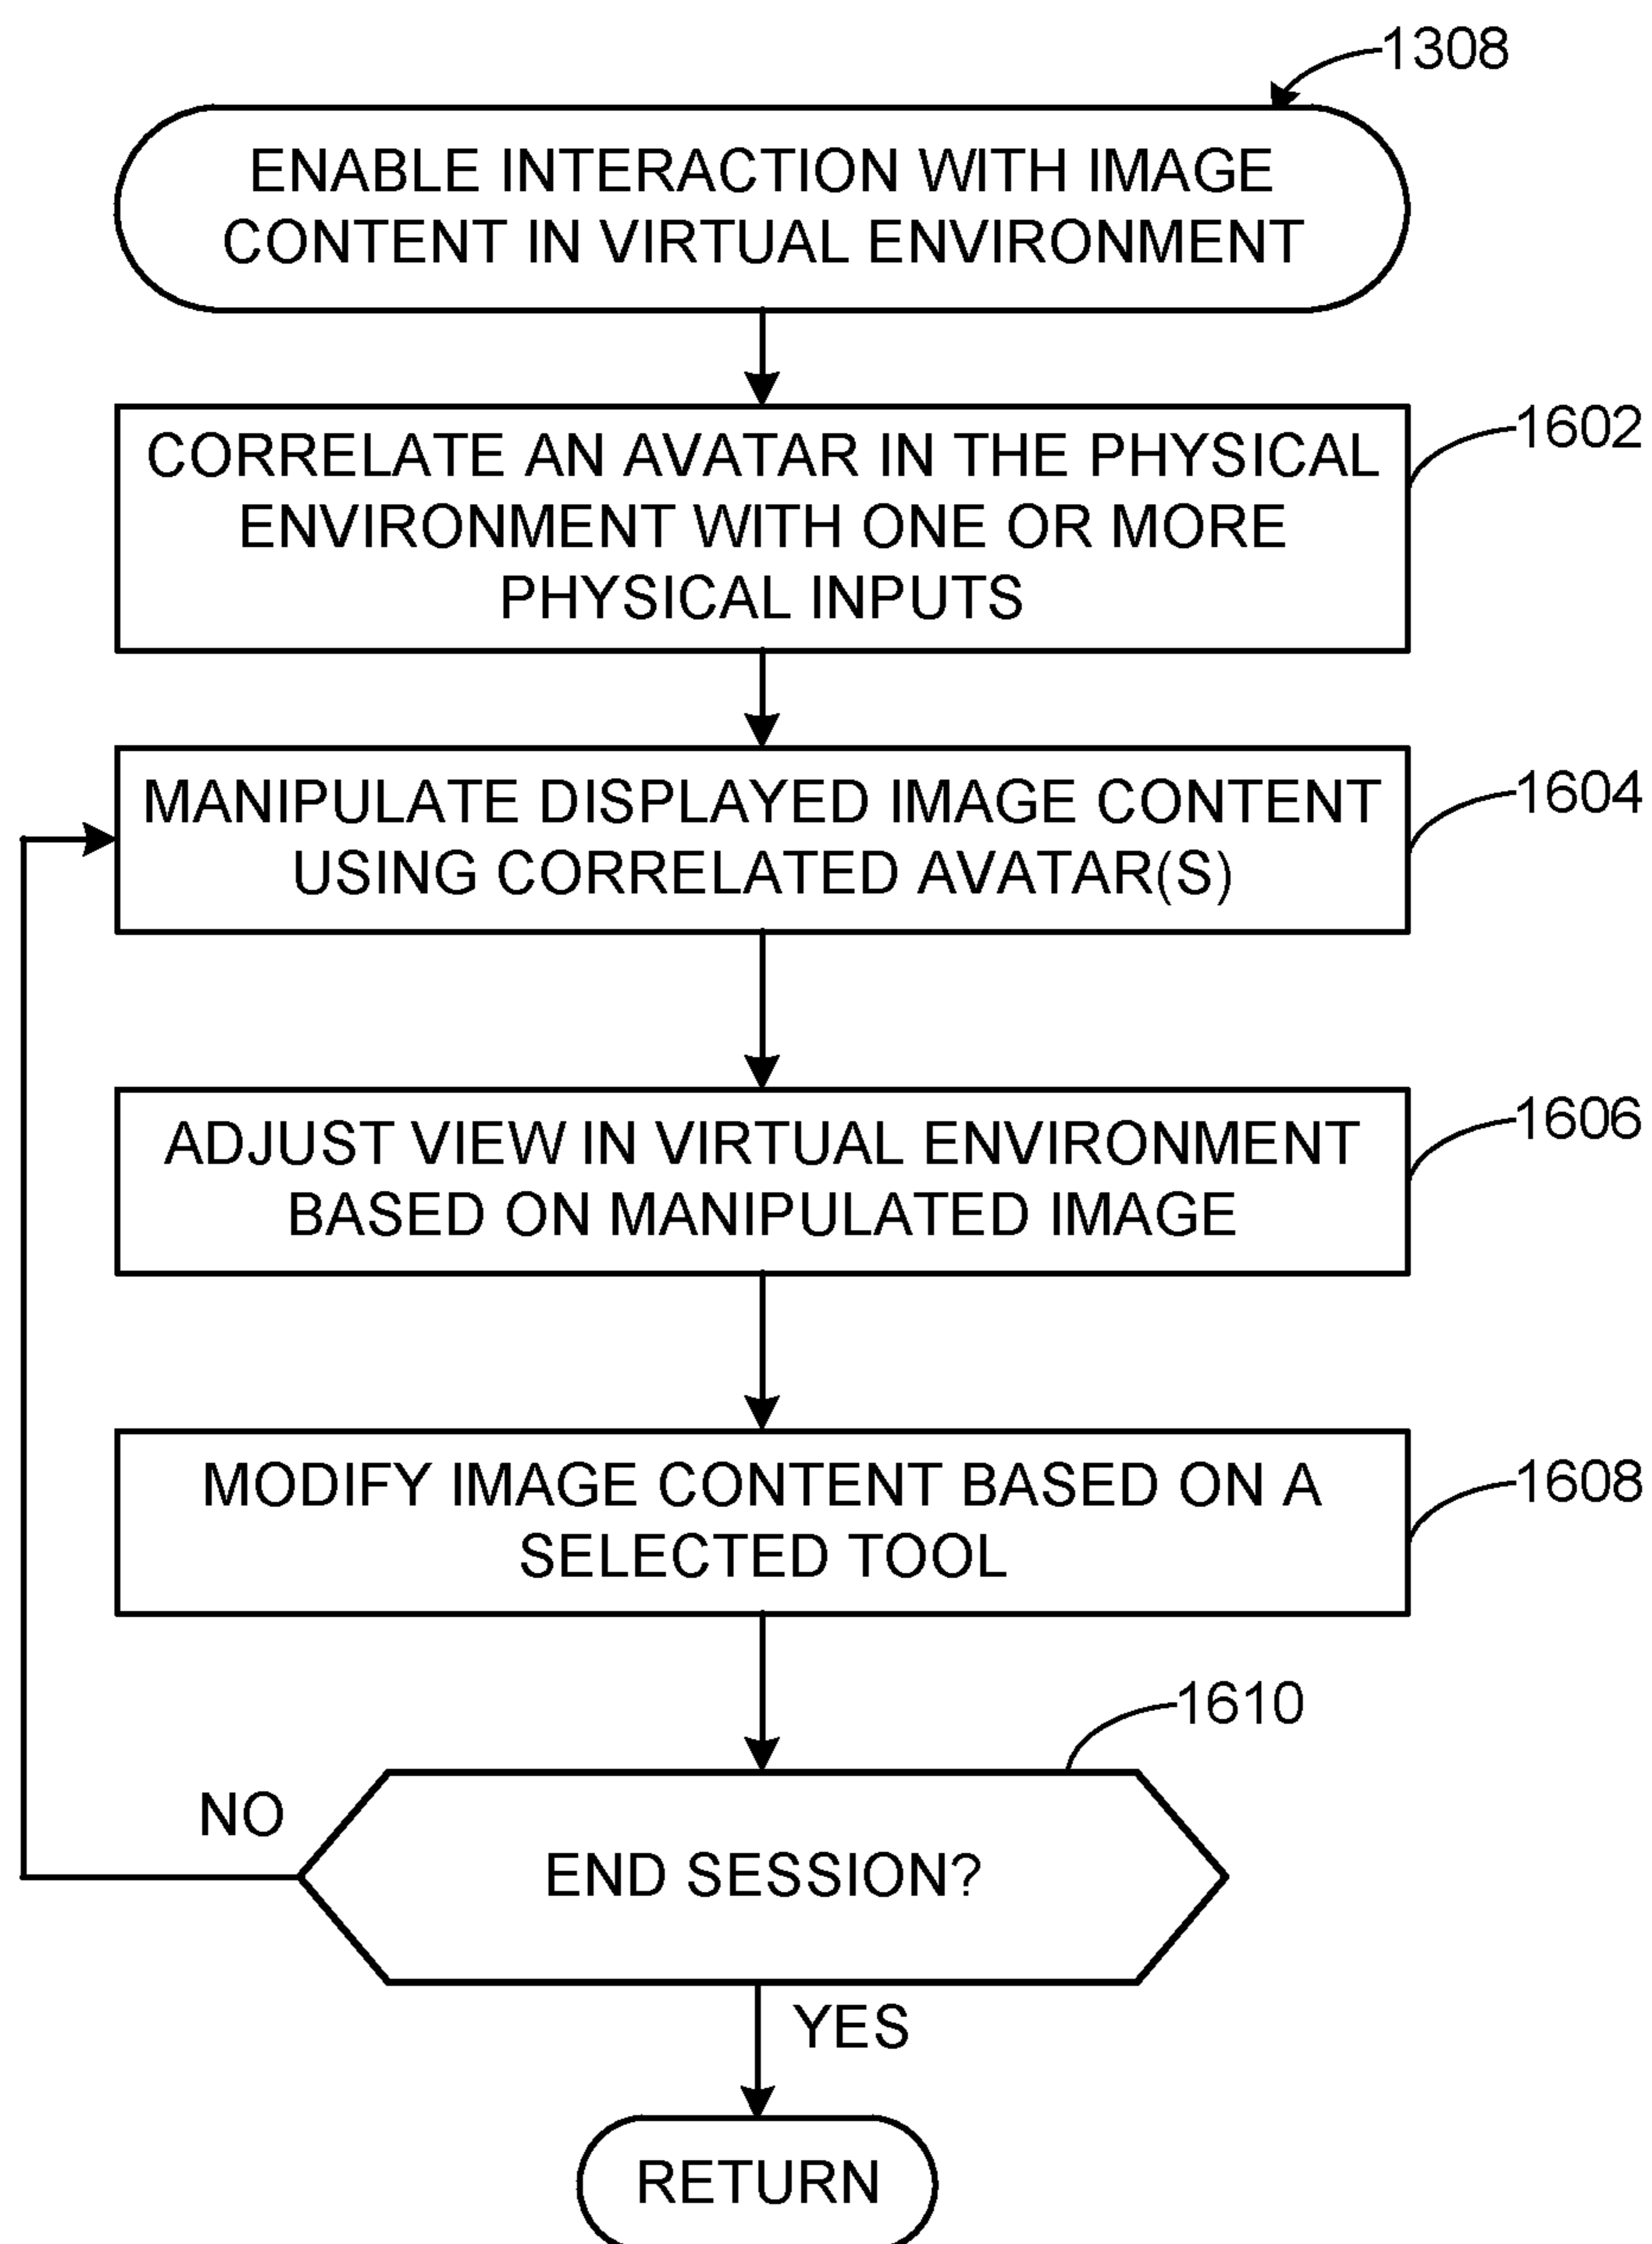 1308
ENABLE INTERACTION WITH IMAGE
CONTENT IN VIRTUAL ENVIRONMENT
1602
CORRELATE AN AVATAR IN THE PHYSICAL
ENVIRONMENT WITH ONE OR MORE
PHYSICAL INPUTS
1604
MANIPULATE DISPLAYED IMAGE CONTENT
USING CORRELATED AVATAR(S)
1606
ADJUST VIEW IN VIRTUAL ENVIRONMENT
BASED ON MANIPULATED IMAGE
1608
MODIFY IMAGE CONTENT BASED ON A
SELECTED TOOL
1610
NO
END SESSION?
YES
RETURN